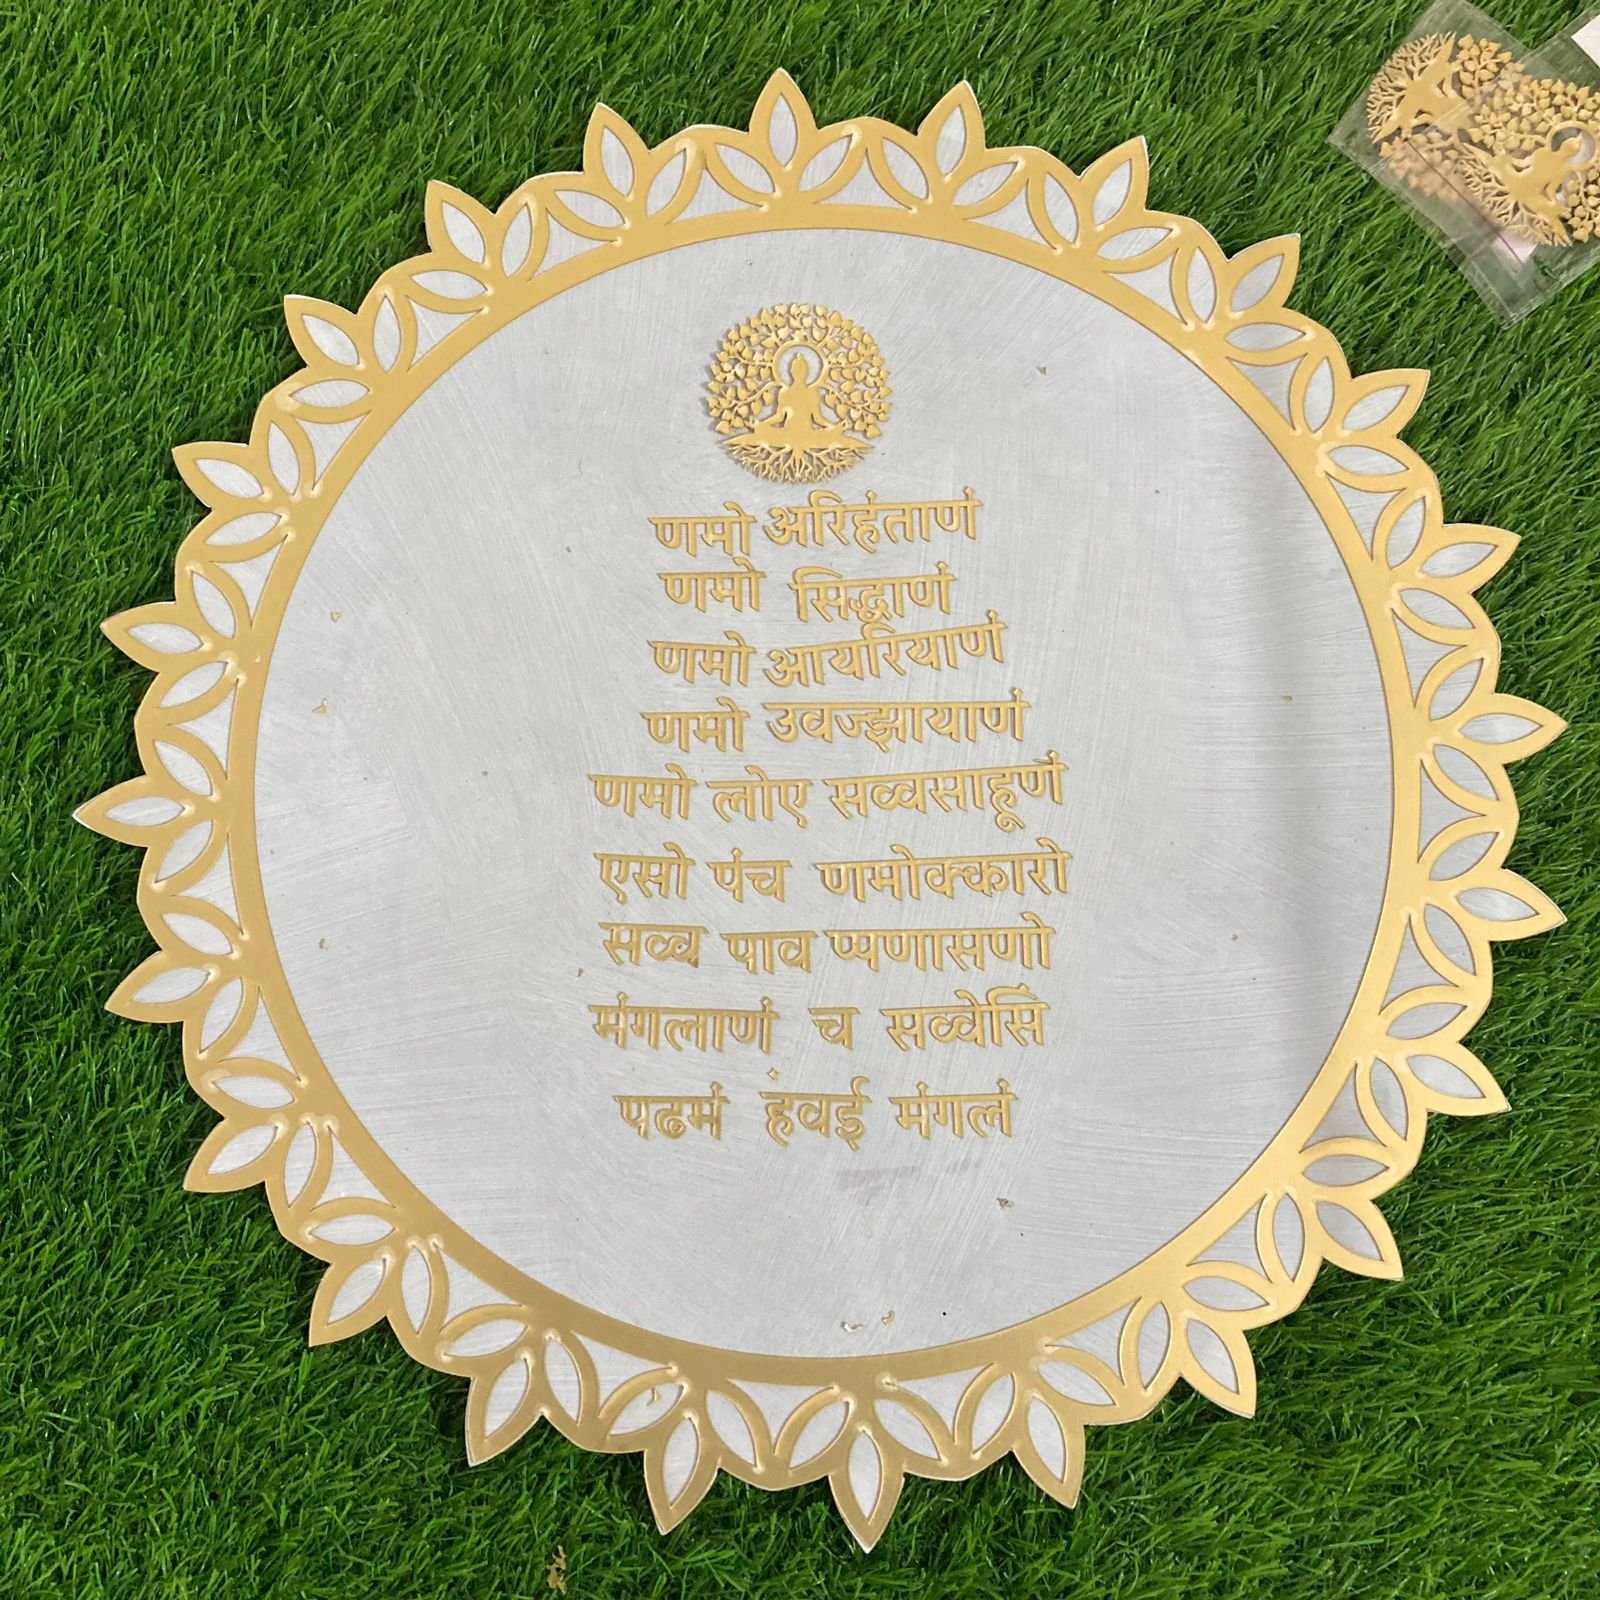 णमो अरिहंताणं
णमो सिद्धाणं
णमो आयरियाणं
णमो उवज्झायाणं
णमो लोए सव्वसाहूणं
एसो पंच णमोक्कारो
सव्व पाव प्पणासणो
मंगलाणं च सव्वेसिं
पढमं हंवई मंगलं